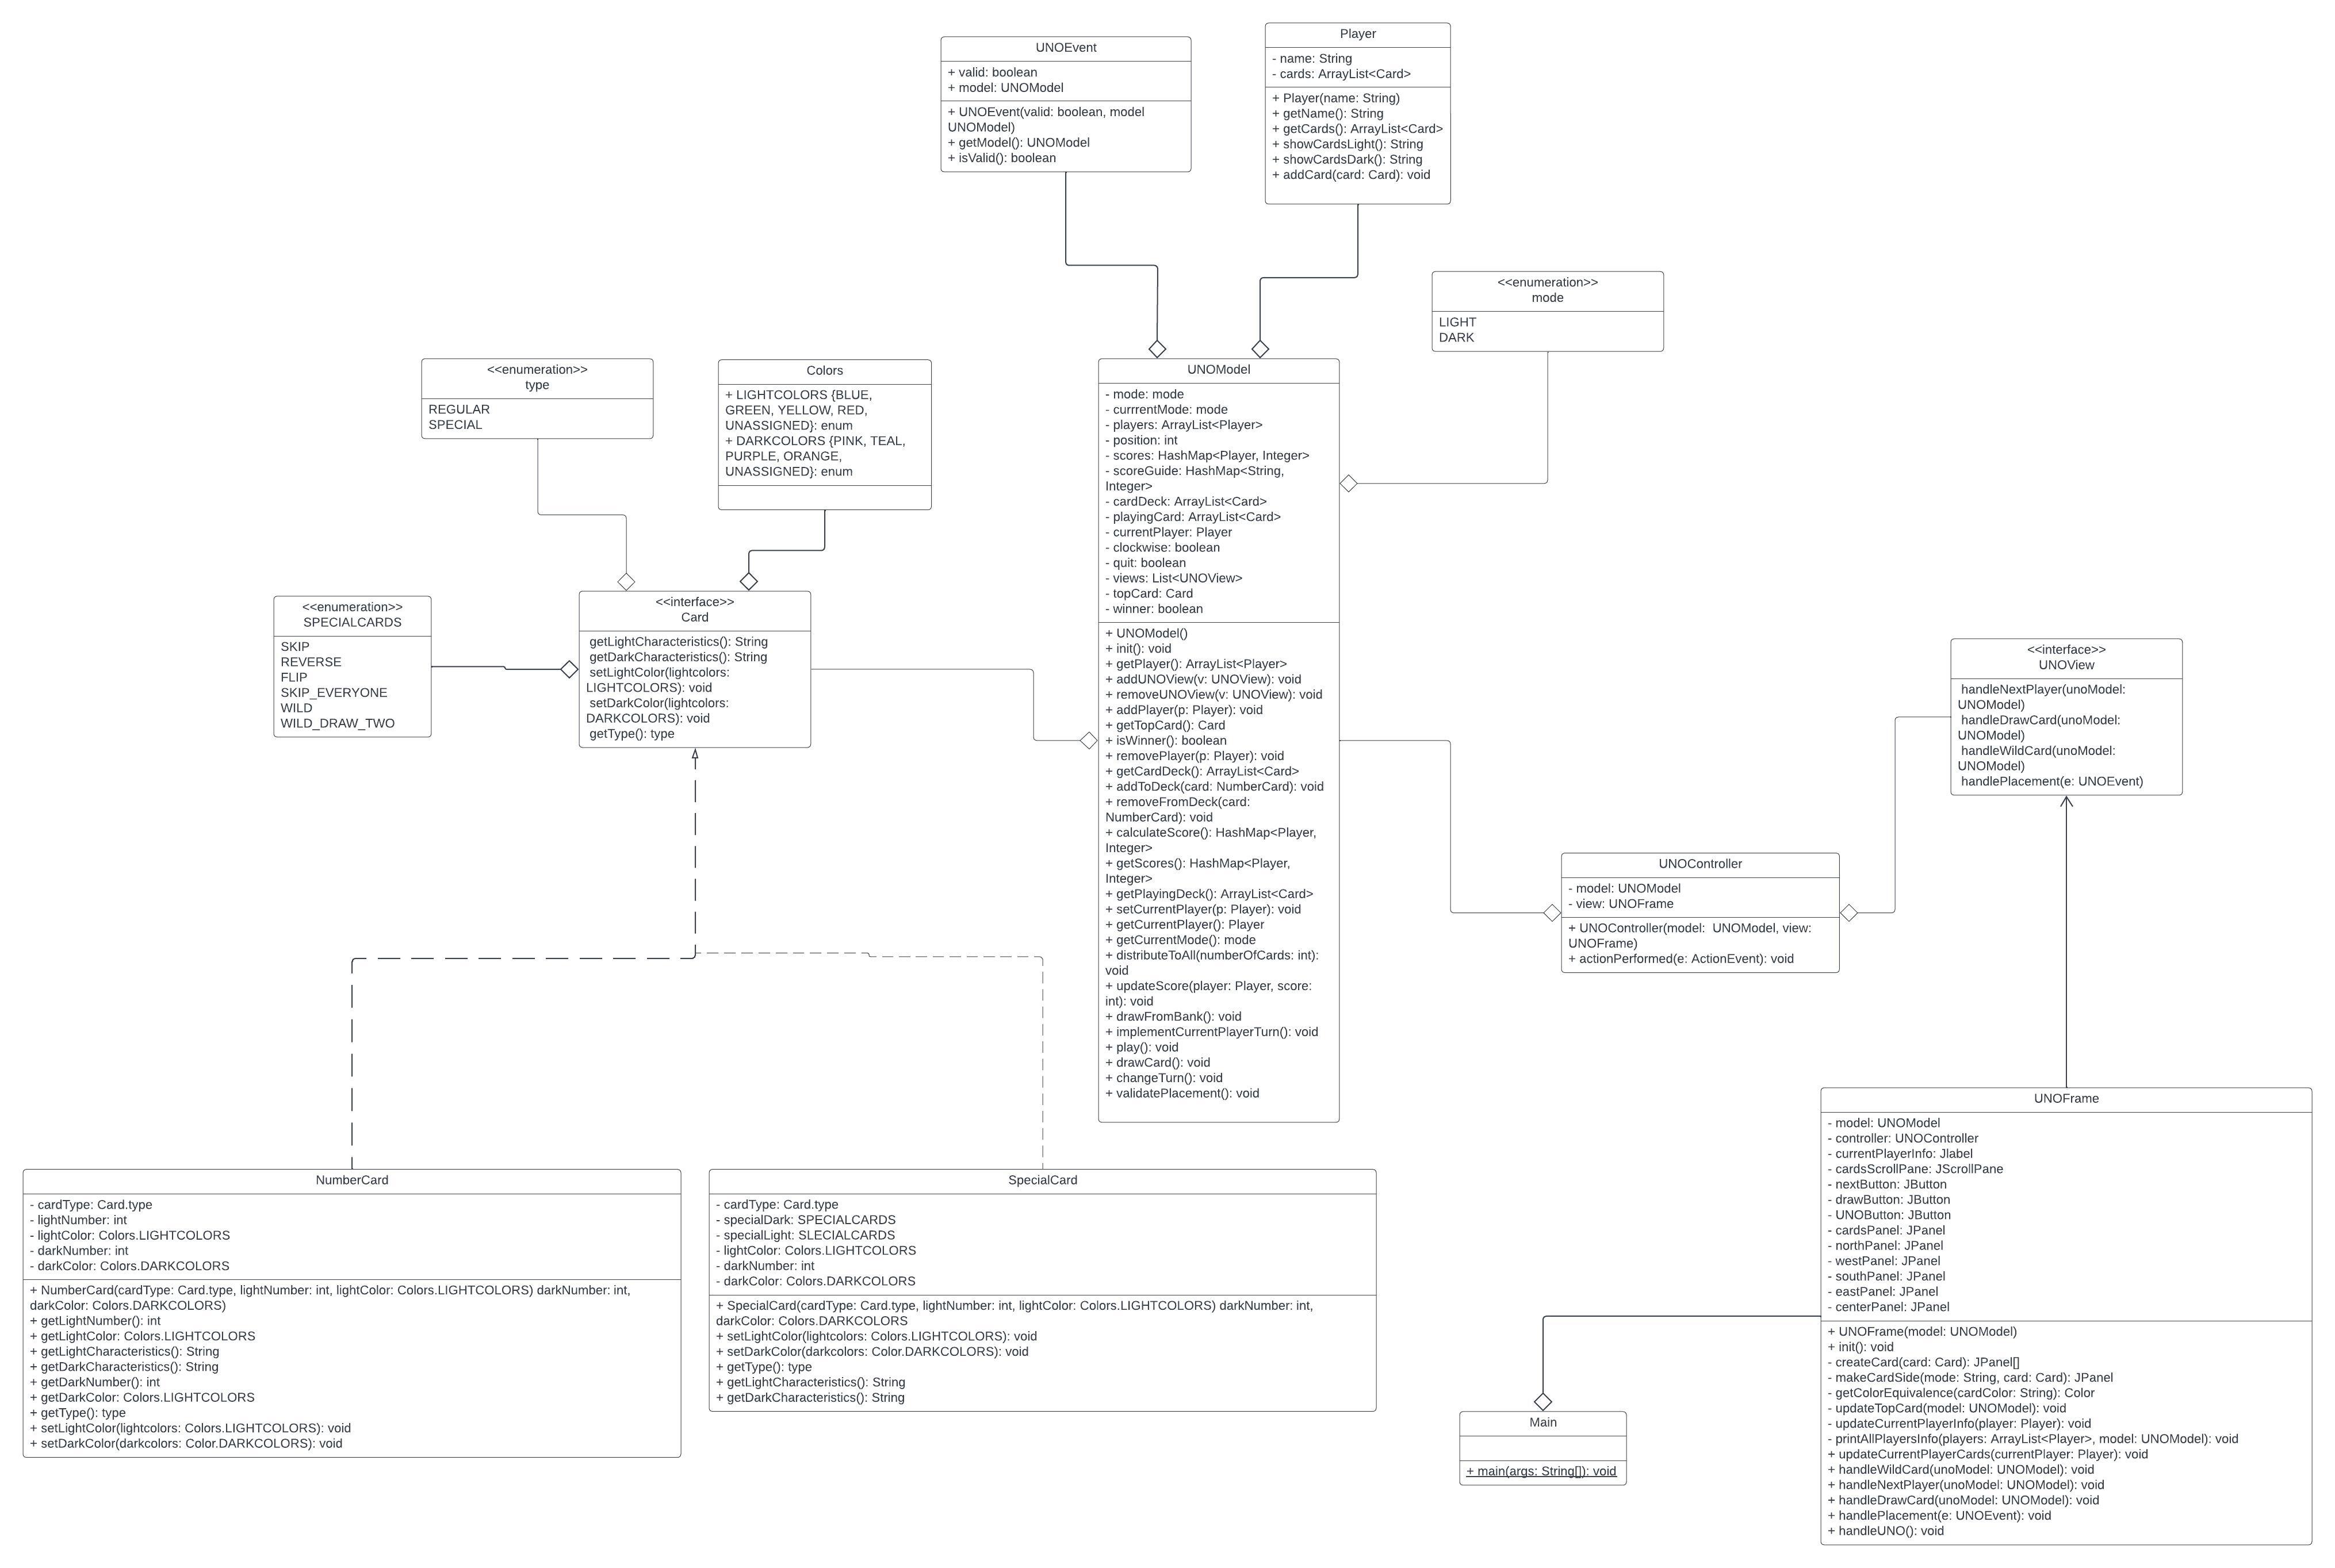 UNOEvent
+ valid: boolean
+ model: UNOModel
+ UNOEvent(valid: boolean, model
UNOModel)
+ getModel(): UNOModel
+ isValid(): boolean
Player
- name: String
- cards: ArrayList<Card>
+ Player(name: String)
+ getName(): String
+ getCards(): ArrayList<Card>
+ showCardsLight(): String
+ showCardsDark(): String
+ addCard(card: Card): void
<<enumeration>>
mode
LIGHT
DARK
<<enumeration>>
type
REGULAR
SPECIAL
Colors
+ LIGHTCOLORS {BLUE,
GREEN, YELLOW, RED,
UNASSIGNED}: enum
+ DARKCOLORS {PINK, TEAL,
PURPLE, ORANGE,
UNASSIGNED}: enum
UNOModel
- mode: mode
- currrentMode: mode
- players: ArrayList<Player>
- position: int
- scores: HashMap<Player, Integer>
- scoreGuide: HashMap<String,
Integer>
- cardDeck: ArrayList<Card>
- playingCard: ArrayList<Card>
- currentPlayer: Player
- clockwise: boolean
- quit: boolean
- views: List<UNOView>
- topCard: Card
- winner: boolean
+ UNOModel()
+ init(): void
+ getPlayer(): ArrayList<Player>
+ addUNOView(v: UNOView): void
+ removeUNOView(v: UNOView): void
+ addPlayer(p: Player): void
+ getTopCard(): Card
+ isWinner(): boolean
+ removePlayer(p: Player): void
+ getCardDeck(): ArrayList<Card>
+ addToDeck(card: NumberCard): void
+ removeFromDeck(card:
NumberCard): void
+ calculateScore(): HashMap<Player,
Integer>
+ getScores(): HashMap<Player,
Integer>
+ getPlayingDeck(): ArrayList<Card>
+ setCurrentPlayer(p: Player): void
+ getCurrentPlayer(): Player
+ getCurrentMode(): mode
+ distributeToAll(numberOfCards: int):
void
+ updateScore(player: Player, score:
int): void
+ drawFromBank(): void
+ implementCurrentPlayerTurn(): void
+ play(): void
+ drawCard(): void
+ changeTurn(): void
+ validatePlacement(): void
<<enumeration>>
SPECIALCARDS
SKIP
REVERSE
FLIP
SKIP_EVERYONE
WILD
WILD_DRAW_TWO
<<interface>>
Card
getLightCharacteristics(): String
getDarkCharacteristics(): String
setLightColor(lightcolors:
LIGHTCOLORS): void
setDarkColor(lightcolors:
DARKCOLORS): void
getType(): type
<<interface>>
UNOView
handleNextPlayer(unoModel:
UNOModel)
handleDrawCard(unoModel:
UNOModel)
handleWildCard(unoModel:
UNOModel)
handlePlacement(e: UNOEvent)
UNOController
- model: UNOModel
- view: UNOFrame
+ UNOController(model:  UNOModel, view:
UNOFrame)
+ actionPerformed(e: ActionEvent): void
NumberCard
- cardType: Card.type
- lightNumber: int
- lightColor: Colors.LIGHTCOLORS
- darkNumber: int
- darkColor: Colors.DARKCOLORS
+ NumberCard(cardType: Card.type, lightNumber: int, lightColor: Colors.LIGHTCOLORS) darkNumber: int,
darkColor: Colors.DARKCOLORS)
+ getLightNumber(): int
+ getLightColor: Colors.LIGHTCOLORS
+ getLightCharacteristics(): String
+ getDarkCharacteristics(): String
+ getDarkNumber(): int
+ getDarkColor: Colors.LIGHTCOLORS
+ getType(): type
+ setLightColor(lightcolors: Colors.LIGHTCOLORS): void
+ setDarkColor(darkcolors: Color.DARKCOLORS): void
SpecialCard
- cardType: Card.type
- specialDark: SPECIALCARDS
- specialLight: SLECIALCARDS
- lightColor: Colors.LIGHTCOLORS
- darkNumber: int
- darkColor: Colors.DARKCOLORS
+ SpecialCard(cardType: Card.type, lightNumber: int, lightColor: Colors.LIGHTCOLORS) darkNumber: int,
darkColor: Colors.DARKCOLORS
+ setLightColor(lightcolors: Colors.LIGHTCOLORS): void
+ setDarkColor(darkcolors: Color.DARKCOLORS): void
+ getType(): type
+ getLightCharacteristics(): String
+ getDarkCharacteristics(): String
UNOFrame
- model: UNOModel
- controller: UNOController
- currentPlayerInfo: Jlabel
- cardsScrollPane: JScrollPane
- nextButton: JButton
- drawButton: JButton
- UNOButton: JButton
- cardsPanel: JPanel
- northPanel: JPanel
- westPanel: JPanel
- southPanel: JPanel
- eastPanel: JPanel
- centerPanel: JPanel
+ UNOFrame(model: UNOModel)
+ init(): void
- createCard(card: Card): JPanel[]
- makeCardSide(mode: String, card: Card): JPanel
- getColorEquivalence(cardColor: String): Color
- updateTopCard(model: UNOModel): void
- updateCurrentPlayerInfo(player: Player): void
- printAllPlayersInfo(players: ArrayList<Player>, model: UNOModel): void
+ updateCurrentPlayerCards(currentPlayer: Player): void
+ handleWildCard(unoModel: UNOModel): void
+ handleNextPlayer(unoModel: UNOModel): void
+ handleDrawCard(unoModel: UNOModel): void
+ handlePlacement(e: UNOEvent): void
+ handleUNO(): void
Main
+ main(args: String[]): void